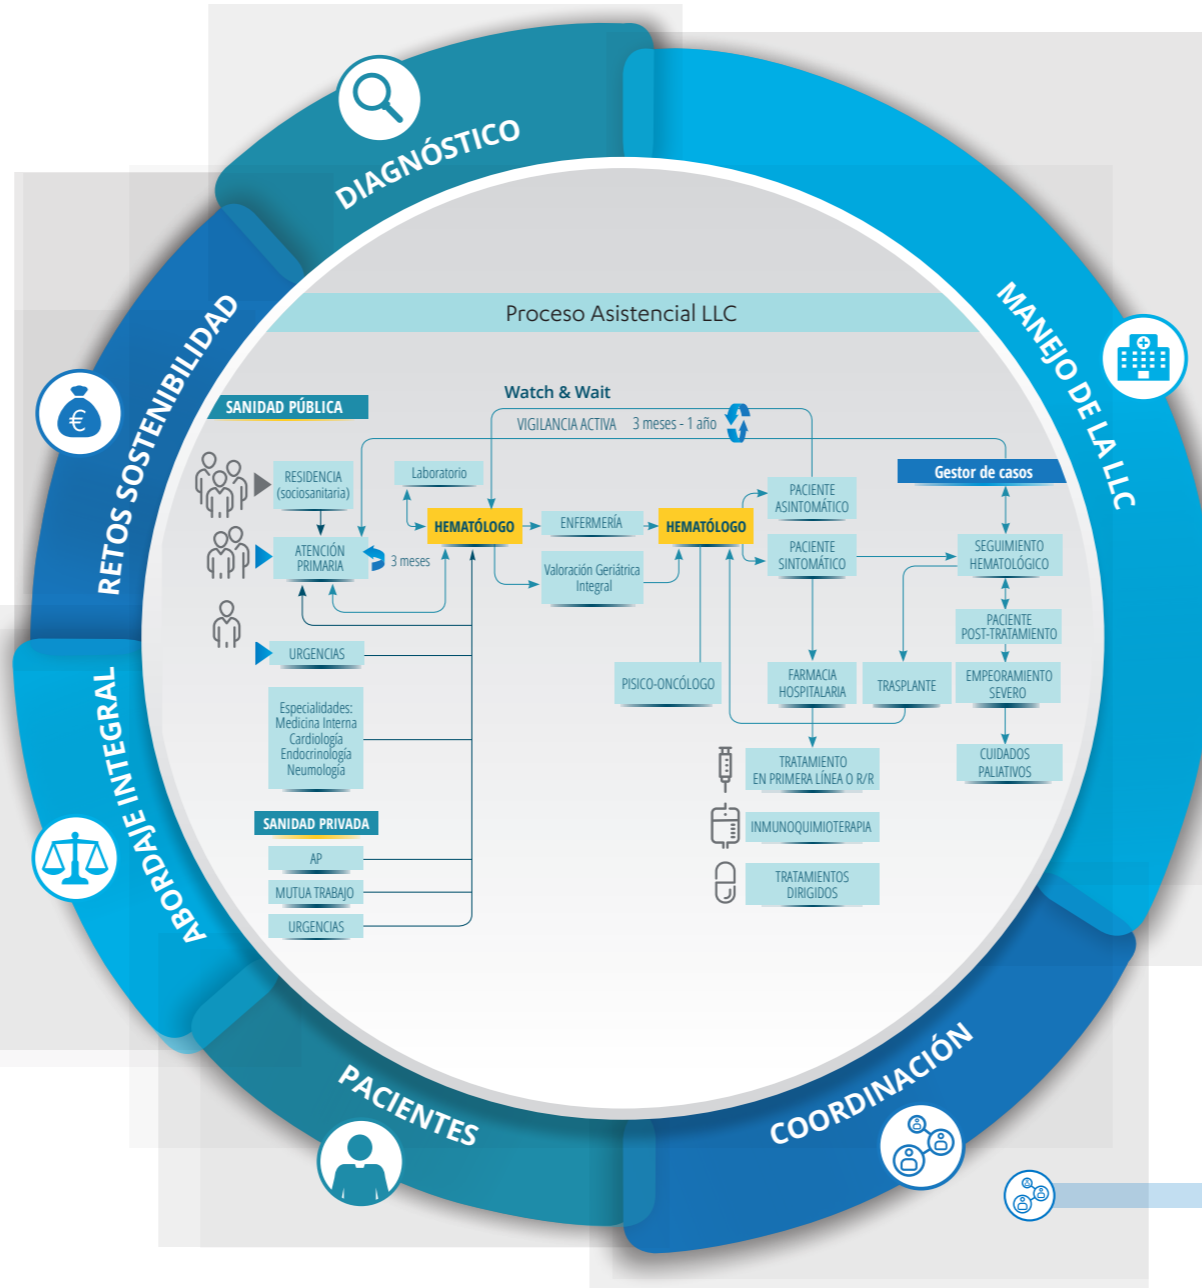 DIAGNÓSTICO
MANEJO DE LA LLC
RETOS SOSTENIBILIDAD
ABORDAJE INTEGRAL
PACIENTES
COORDINACIÓN
Proceso Asistencial LLC
Watch & Wait
VIGILANCIA ACTIVA 3 meses - 1 año
SANIDAD PÚBLICA
RESIDENCIA
(sociosanitaria)
ATENCIÓN
PRIMARIA
3 meses
URGENCIAS
Especialidades:
Medicina Interna
Cardiología
Endocrinología
Neumología
SANIDAD PRIVADA
AP
MUTUA TRABAJO
URGENCIAS
Laboratorio
HEMATÓLOGO
ENFERMERÍA
Valoración Geriátrica
Integral
HEMATÓLOGO
PISICO-ONCÓLOGO
PACIENTE
ASINTOMÁTICO
PACIENTE
SINTOMÁTICO
FARMACIA
HOSPITALARIA
TRASPLANTE
TRATAMIENTO
EN PRIMERA LÍNEA O R/R
INMUNOQUIMIOTERAPIA
TRATAMIENTOS
DIRIGIDOS
Gestor de casos
SEGUIMIENTO
HEMATOLÓGICO
PACIENTE
POST-TRATAMIENTO
EMPEORAMIENTO
SEVERO
CUIDADOS
PALIATIVOS
€